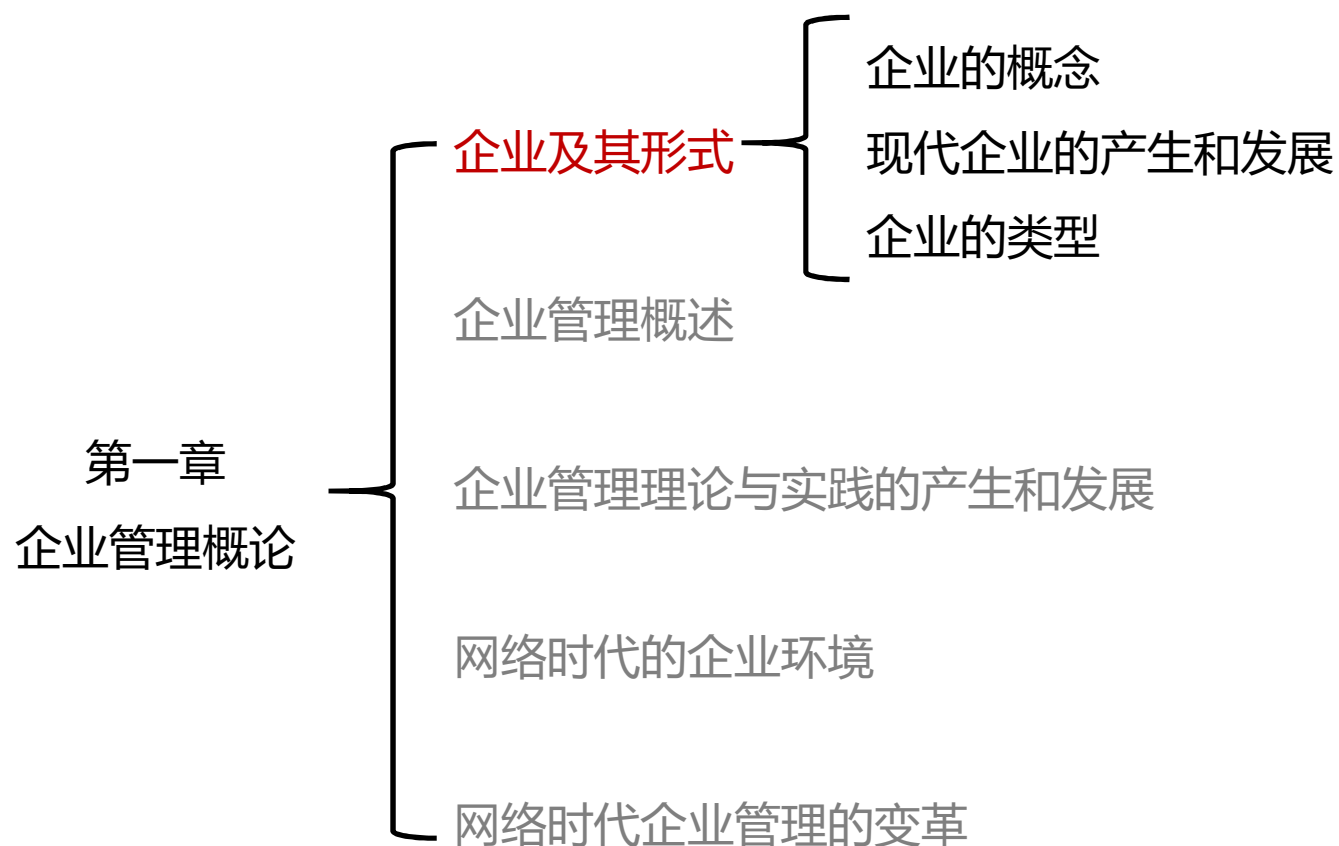 第一章
企业管理概论
企业及其形式
企业的概念
现代企业的产生和发展
企业的类型
企业管理概述
企业管理理论与实践的产生和发展
网络时代的企业环境
网络时代企业管理的变革